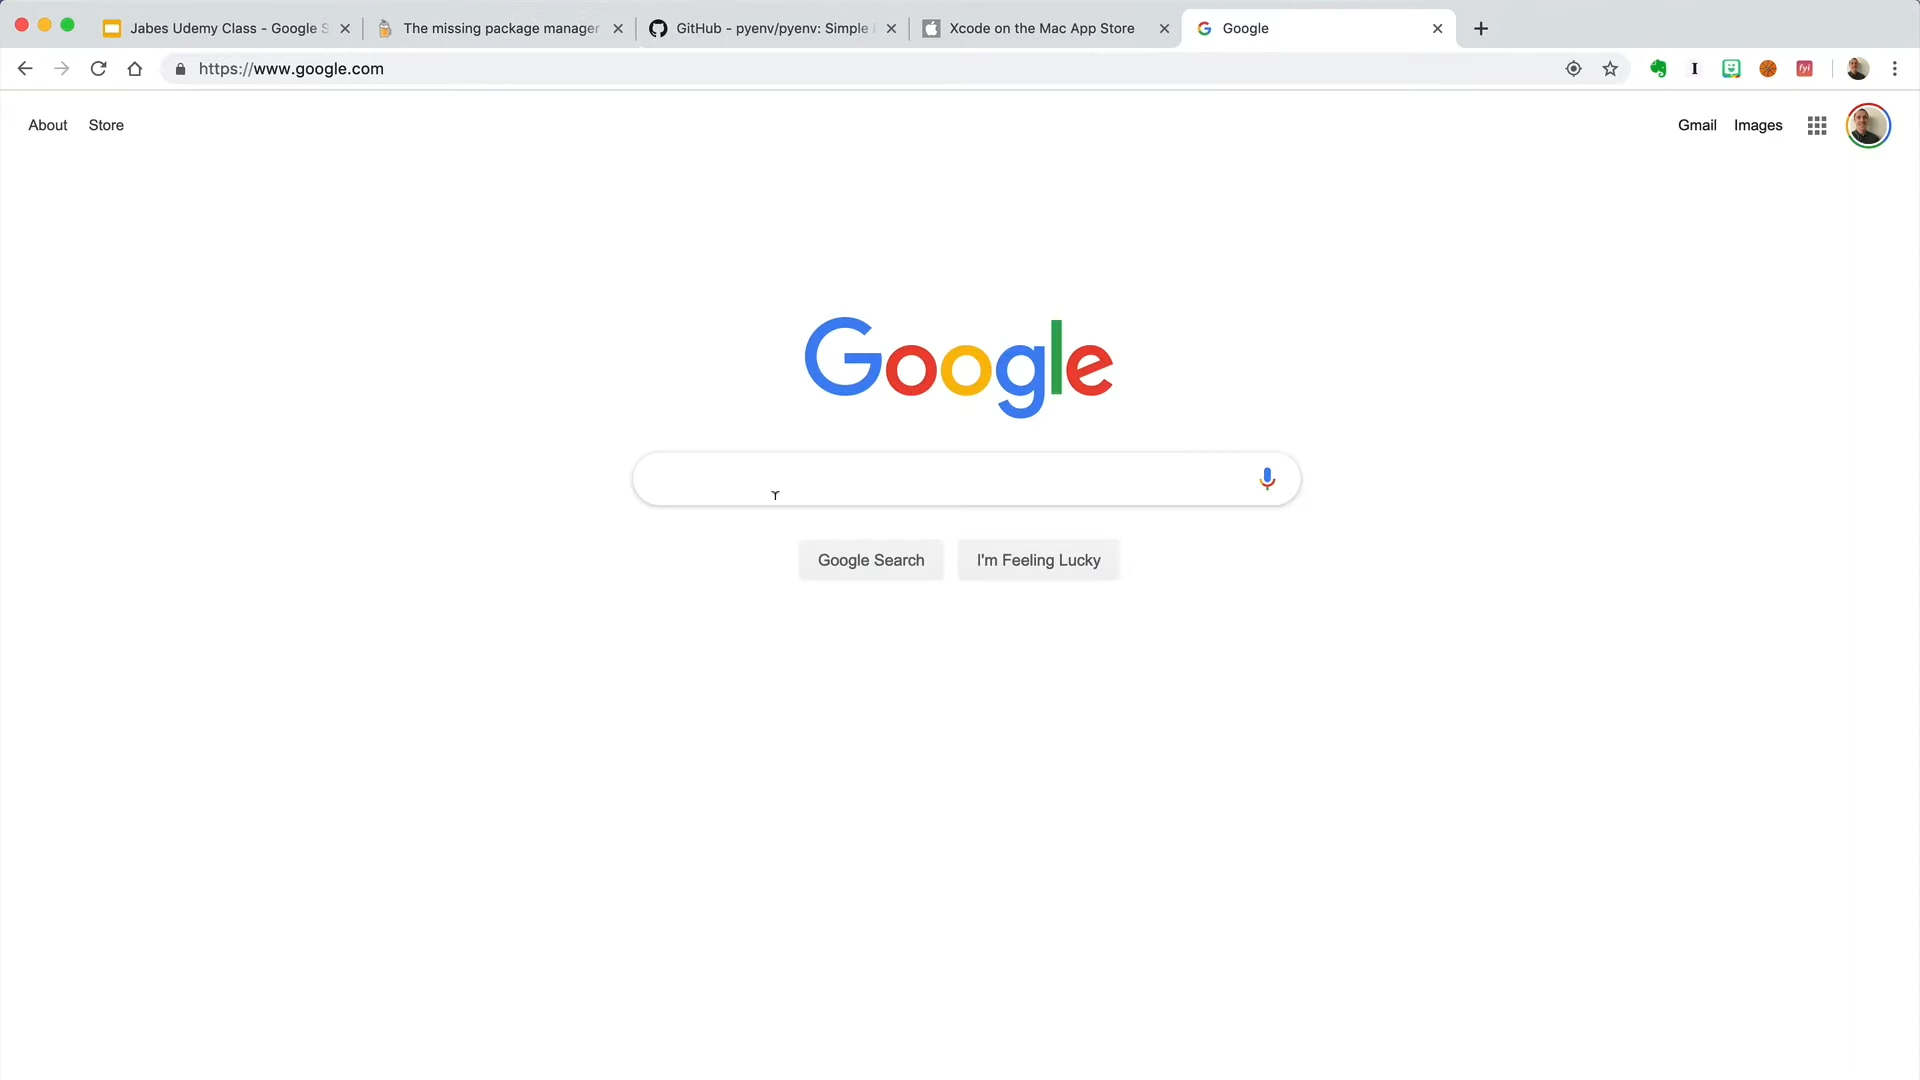 Jabes Udemy Class - Google S
The missing package manager
GitHub - pyenv/pyenv: Simple
Xcode on the Mac App Store
Google
https://www.google.com
I
fyi
About Store
Gmail Images
Google
Google Search
I'm Feeling Lucky